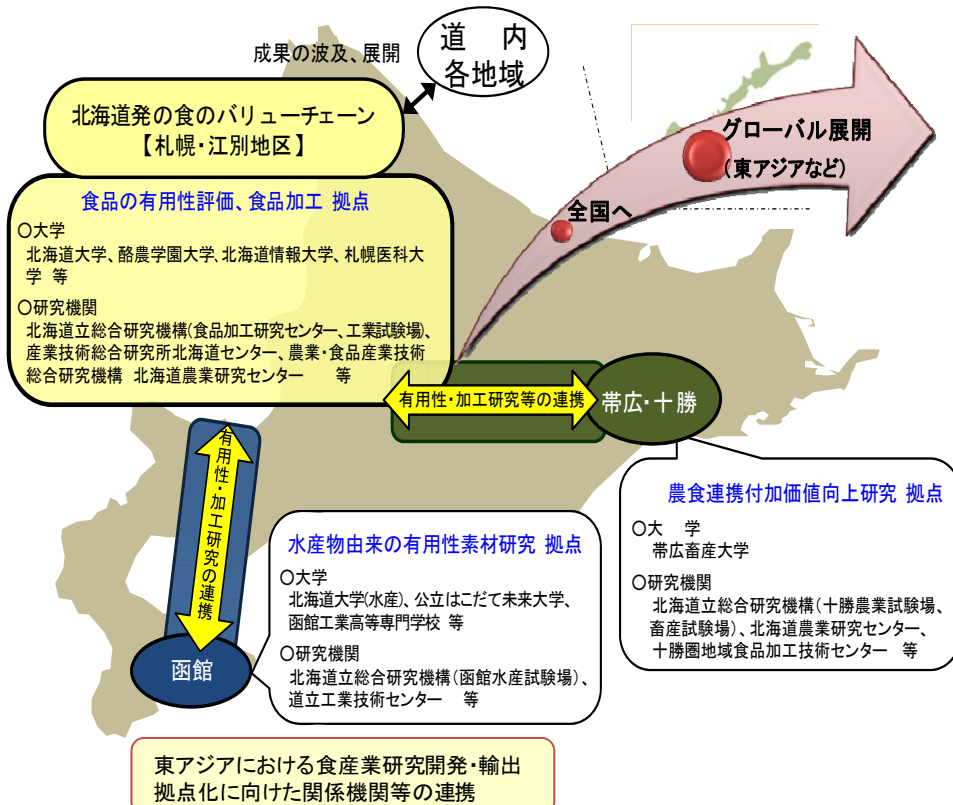 成果の波及、展開
道 内
各地域
北海道発の食のバリューチェーン
【札幌・江別地区】
グローバル展開
(東アジアなど)
全国へ
食品の有用性評価、食品加工 拠点
○大学
北海道大学、酪農学園大学、北海道情報大学、札幌医科大
学 等
○研究機関
北海道立総合研究機構(食品加工研究センター、工業試験場)、
産業技術総合研究所北海道センター、農業・食品産業技術
総合研究機構 北海道農業研究センター 等
有用性・加工研究等の連携
帯広・十勝
有用性・加工研究の連携
函館
水産物由来の有用性素材研究 拠点
○大学
北海道大学(水産)、公立はこだて未来大学、
函館工業高等専門学校 等
○研究機関
北海道立総合研究機構(函館水産試験場)、
道立工業技術センター 等
農食連携付加価値向上研究 拠点
○大 学
帯広畜産大学
○研究機関
北海道立総合研究機構(十勝農業試験場、
畜産試験場)、北海道農業研究センター、
十勝圏地域食品加工技術センター 等
東アジアにおける食産業研究開発・輸出
拠点化に向けた関係機関等の連携